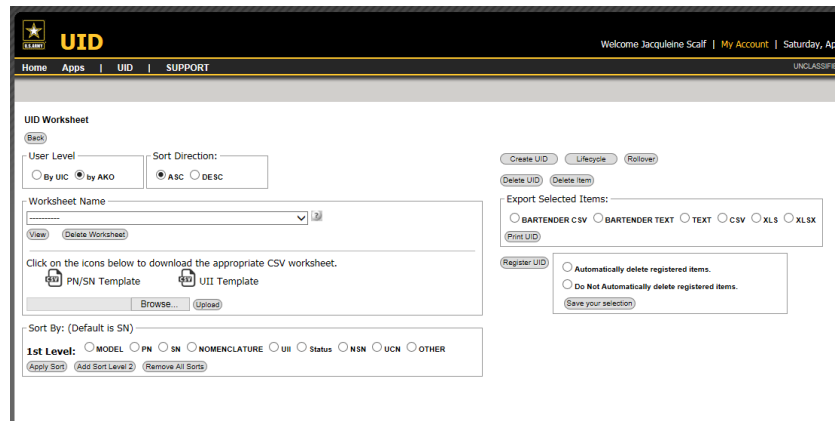 U.S.ARMY
UID
Welcome Jacquleine Scalf | My Account | Saturday, Ap
Home Apps | UID | SUPPORT
UNCLASSIFIE
UID Worksheet
Back
User Level
By UIC by AKO
Sort Direction:
ASC DESC
Create UID Lifecycle Rollover
Delete UID Delete Item
Worksheet Name
----------
View Delete Worksheet
Export Selected Items:
BARTENDER CSV BARTENDER TEXT TEXT CSV XLS XLSX
Print UID
Click on the icons below to download the appropriate CSV worksheet.
CSV PN/SN Template CSV UII Template
Browse... Upload
Register UID
Automatically delete registered items.
Do Not Automatically delete registered items.
Save your selection
Sort By: (Default is SN)
1st Level: MODEL PN SN NOMENCLATURE UII Status NSN UCN OTHER
Apply Sort Add Sort Level 2 Remove All Sorts